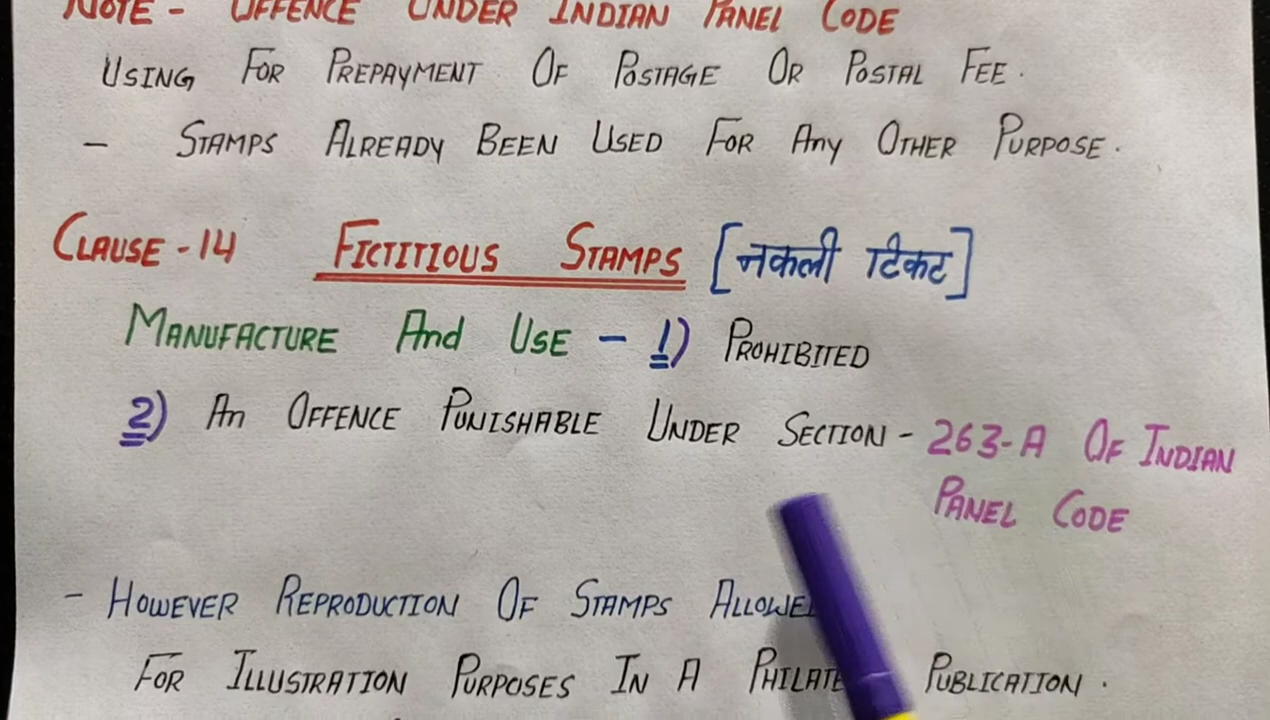 NOTE - OFFENCE UNDER INDIAN PANEL CODE
USING FOR PREPAYMENT OF POSTAGE OR POSTAL FEE.
- STAMPS ALREADY BEEN USED FOR Any OTHER PURPOSE.
CLAUSE-14 FICTITIOUS STAMPS [नकली टिकट]
MANUFACTURE And USE - 1) PROHIBITED
2) An OFFENCE PUNISHABLE UNDER SECTION - 263-A OF INDIAN
PANEL CODE
- HOWEVER REPRODUCTION OF STAMPS
FOR ILLUSTRATION PURPOSES IN A PUBLICATION.